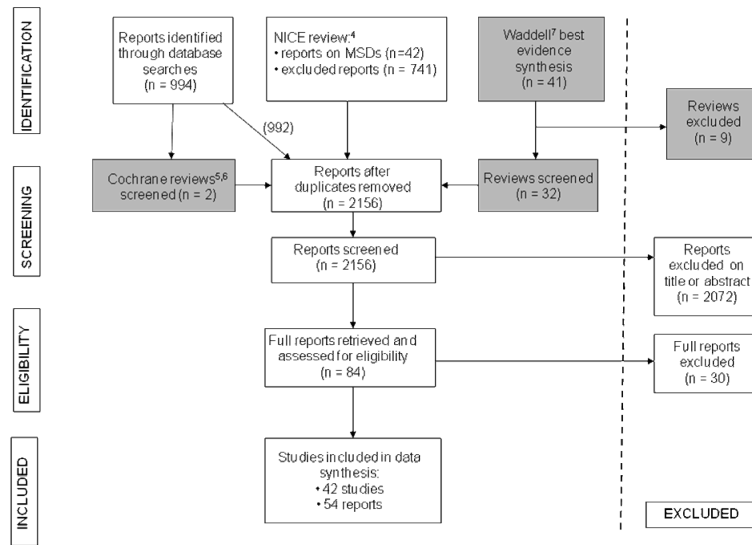 IDENTIFICATION
Reports identified
through database
searches
(n = 994)
NICE review:4
• reports on MSDs (n=42)
• excluded reports (n = 741)
Waddell7 best
evidence
synthesis
(n = 41)
Reviews
excluded
(n = 9)
(992)
SCREENING
Cochrane reviews5,6
screened (n = 2)
Reports after
duplicates removed
(n = 2156)
Reviews screened
(n = 32)
Reports screened
(n = 2156)
Reports
excluded on
title or abstract
(n = 2072)
ELIGIBILITY
Full reports retrieved and
assessed for eligibility
(n = 84)
Full reports
excluded
(n = 30)
INCLUDED
Studies included in data
synthesis:
• 42 studies
• 54 reports
EXCLUDED